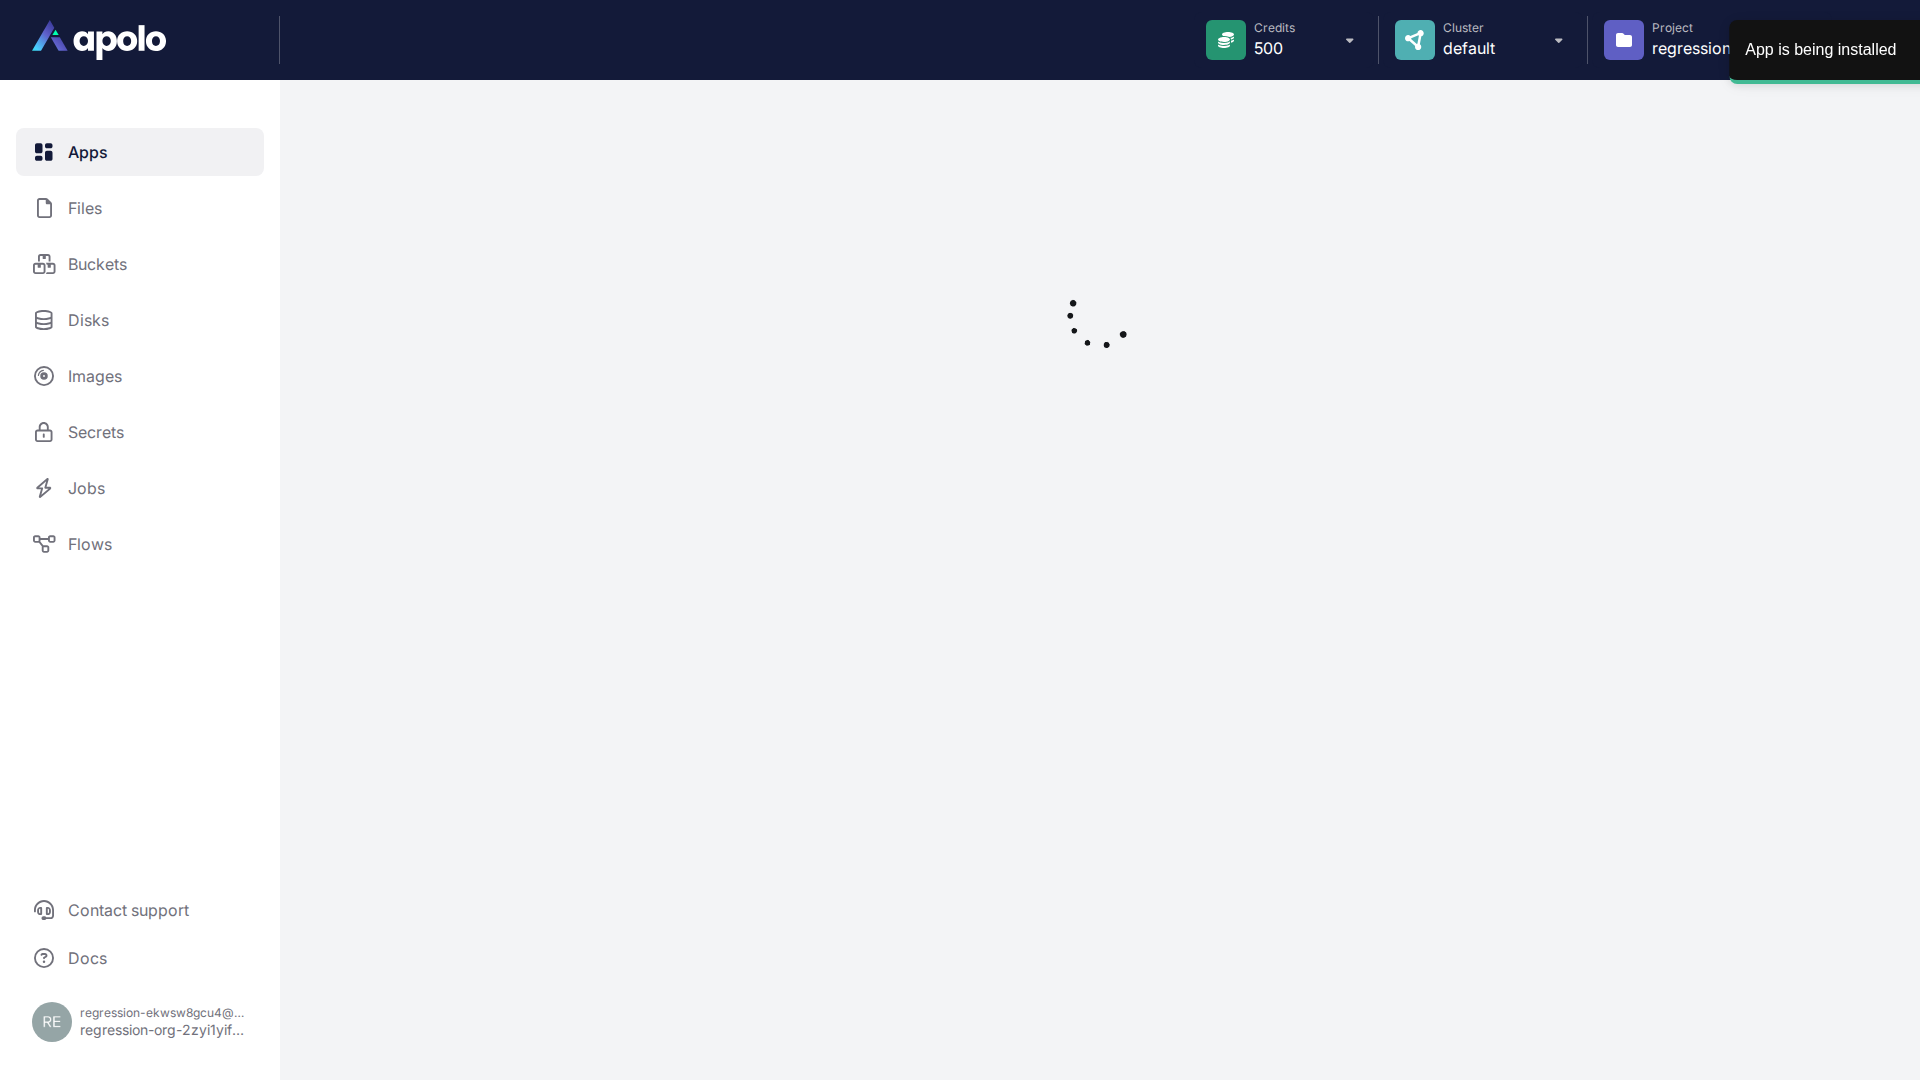 apolo
Credits
500
Cluster
default
Project
regression
App is being installed
Apps
Files
Buckets
Disks
Images
Secrets
Jobs
Flows
Contact support
Docs
RE
regression-ekwsw8gcu4@...
regression-org-2zyi1yif...